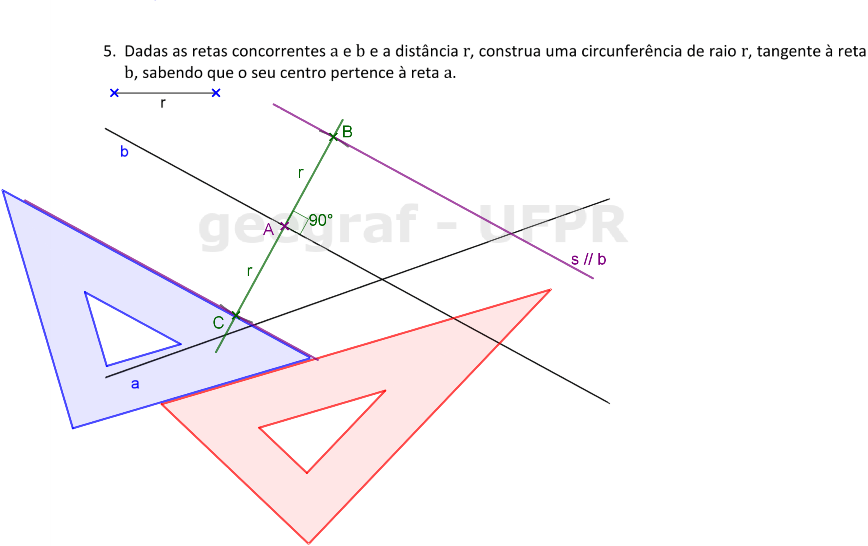 5. Dadas as retas concorrentes a e b e a distância r, construa uma circunferência de raio r, tangente à reta
b, sabendo que o seu centro pertence à reta a.
r
B
b
r
geograf - UFPR
A
90°
s // b
r
C
a